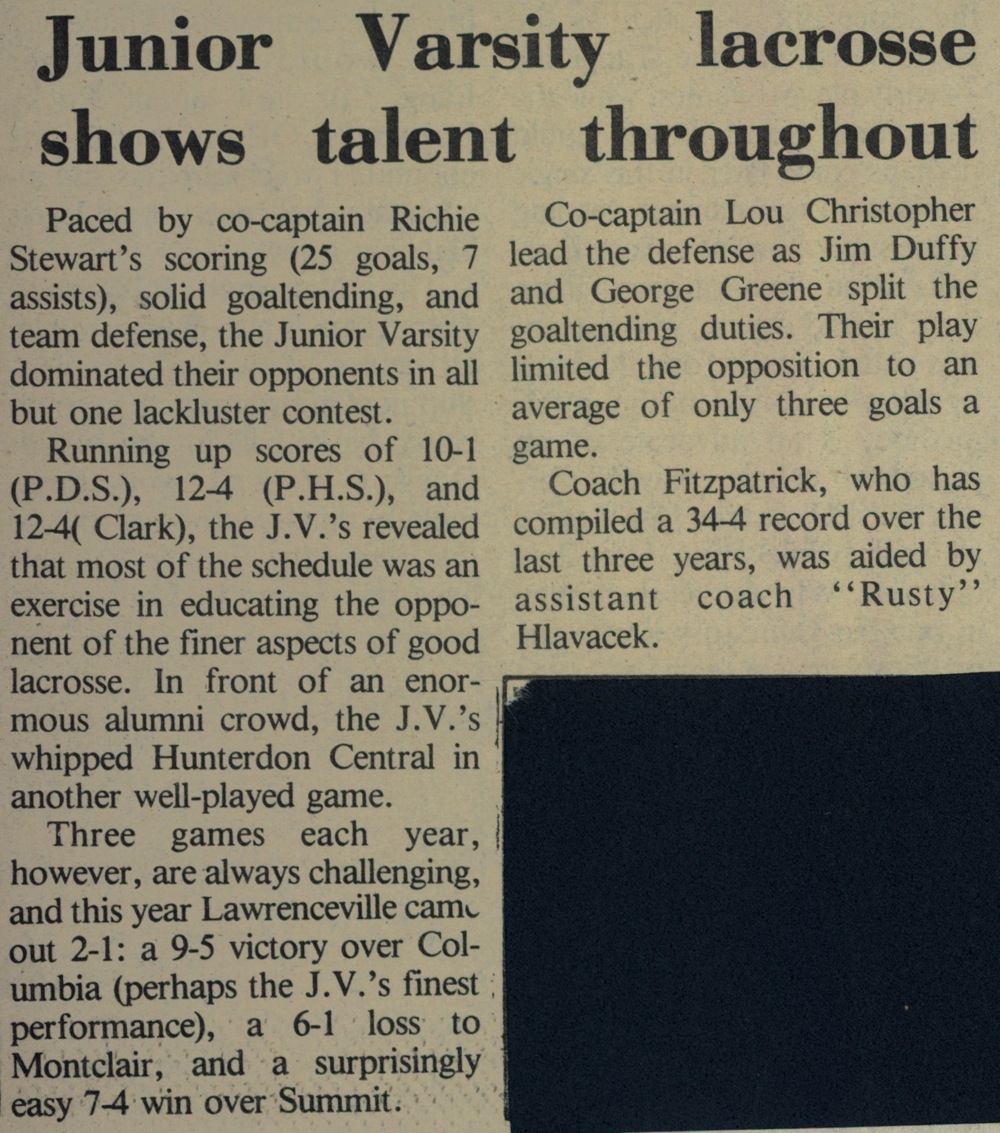 Junior Varsity lacrosse
shows talent throughout
Paced by co-captain Richie
Stewart's scoring (25 goals, 7
assists), solid goaltending, and
team defense, the Junior Varsity
dominated their opponents in all
but one lackluster contest.
Running up scores of 10-1
(P.D.S.), 12-4 (P.H.S.), and
12-4( Clark), the J.V.'s revealed
that most of the schedule was an
exercise in educating the oppo-
nent of the finer aspects of good
lacrosse. In front of an enor-
mous alumni crowd, the J.V.'s
whipped Hunterdon Central in
another well-played game.
Three games each year,
however, are always challenging,
and this year Lawrenceville came
out 2-1: a 9-5 victory over Col-
umbia (perhaps the J.V.'s finest
performance), a 6-1 loss to
Montclair, and a surprisingly
easy 7-4 win over Summit.
Co-captain Lou Christopher
lead the defense as Jim Duffy
and George Greene split the
goaltending duties. Their play
limited the opposition to an
average of only three goals a
game.
Coach Fitzpatrick, who has
compiled a 34-4 record over the
last three years, was aided by
assistant coach "Rusty"
Hlavacek.